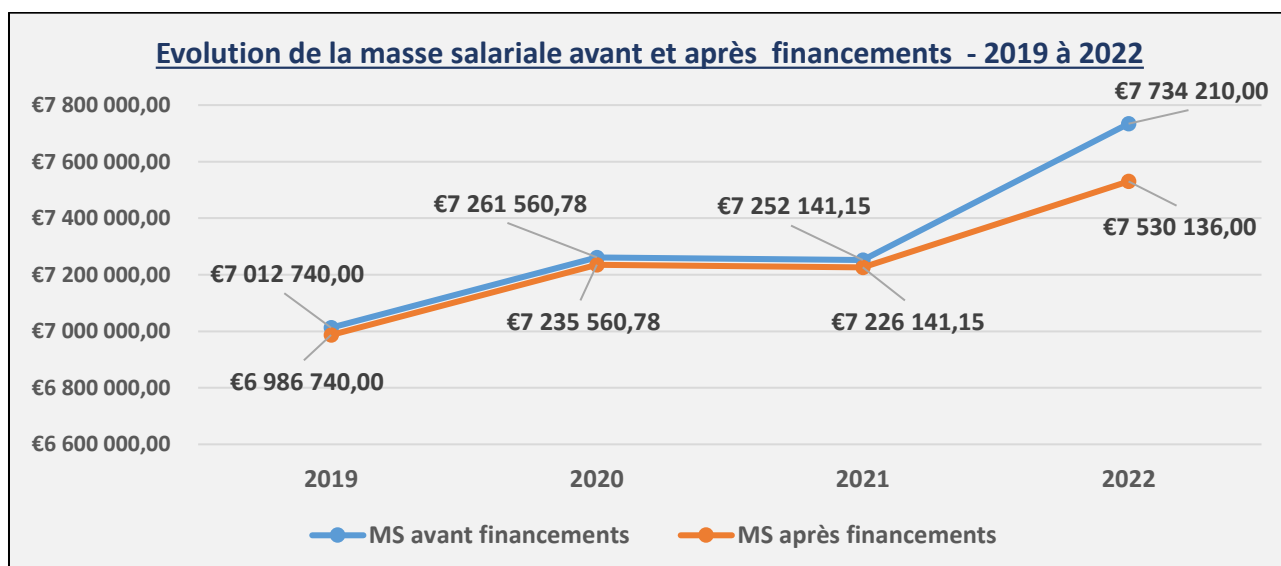 Evolution de la masse salariale avant et après financements - 2019 à 2022
€7 800 000,00
€7 600 000,00
€7 400 000,00
€7 200 000,00
€7 000 000,00
€6 800 000,00
€6 600 000,00
€7 012 740,00
€7 261 560,78
€7 252 141,15
€7 734 210,00
€6 986 740,00
€7 235 560,78
€7 226 141,15
€7 530 136,00
2019 2020 2021 2022
MS avant financements MS après financements